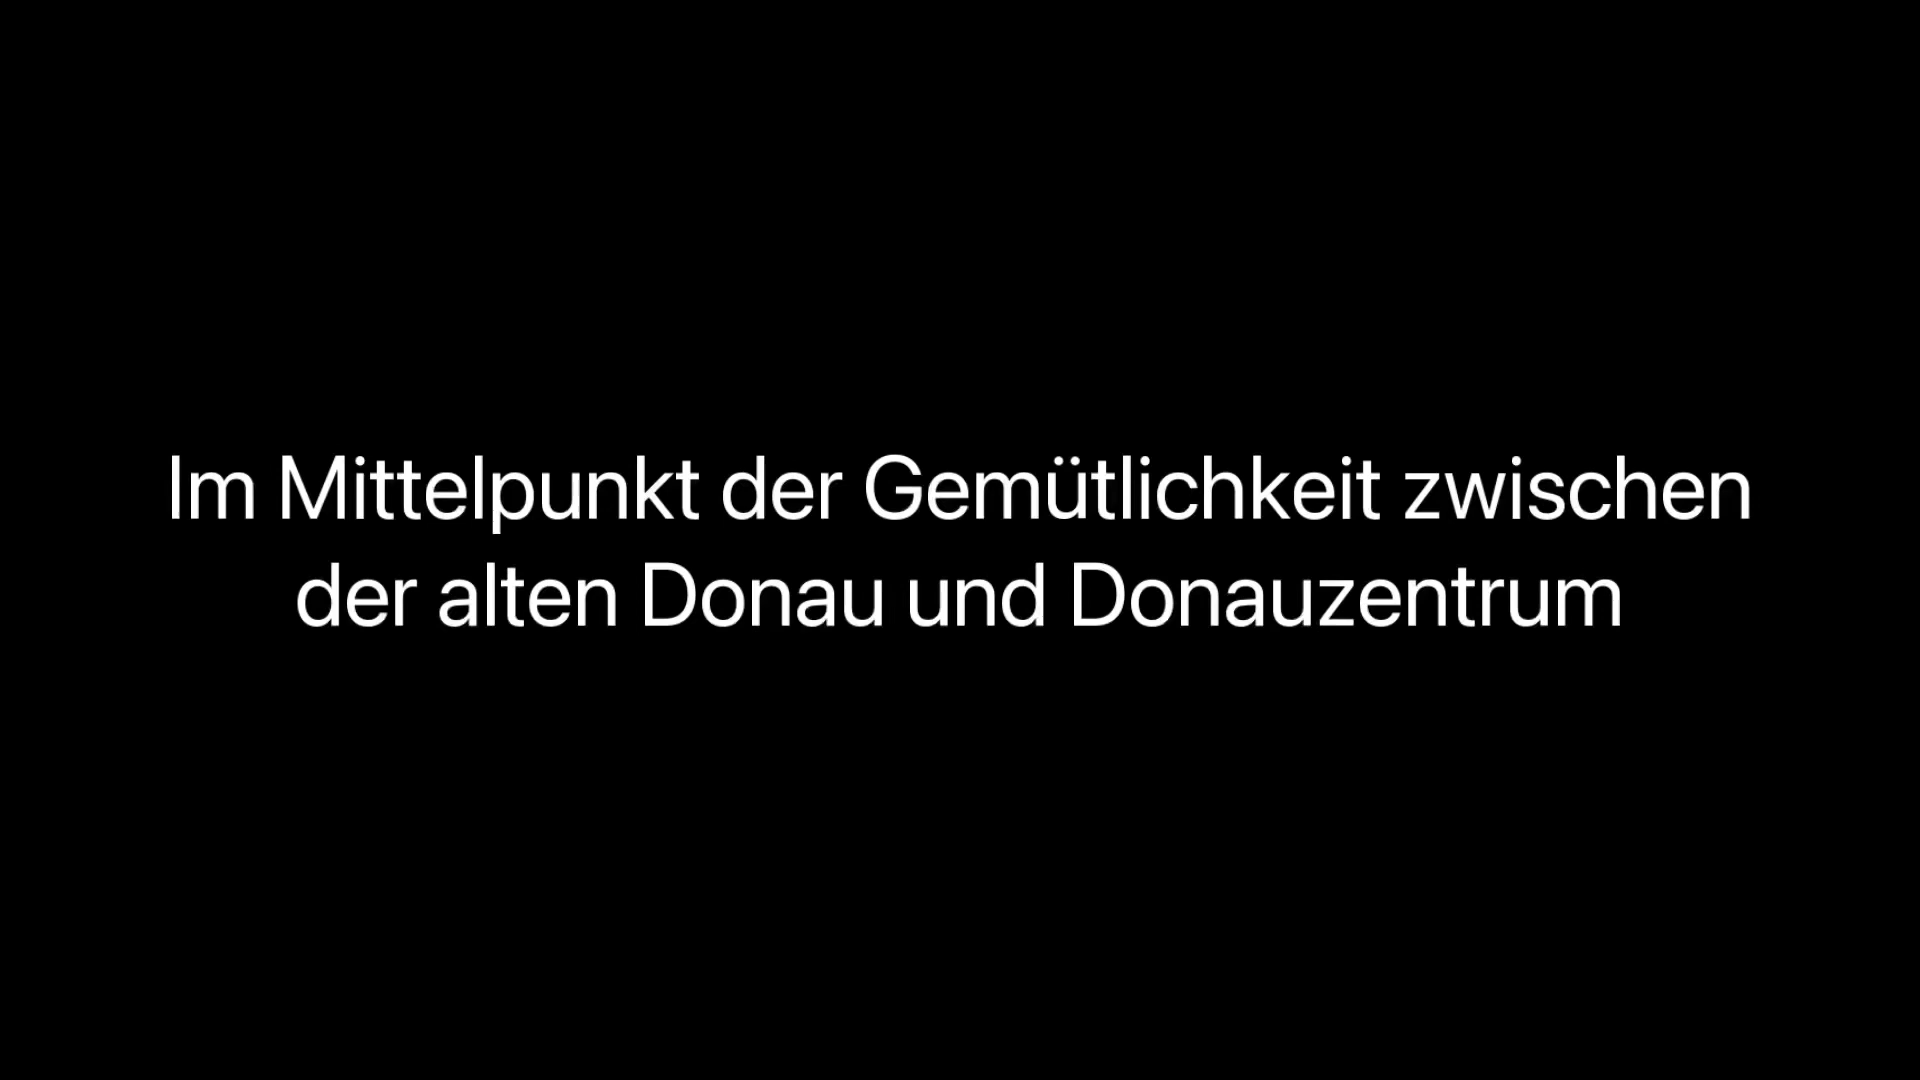 Im Mittelpunkt der Gemütlichkeit zwischen
der alten Donau und Donauzentrum